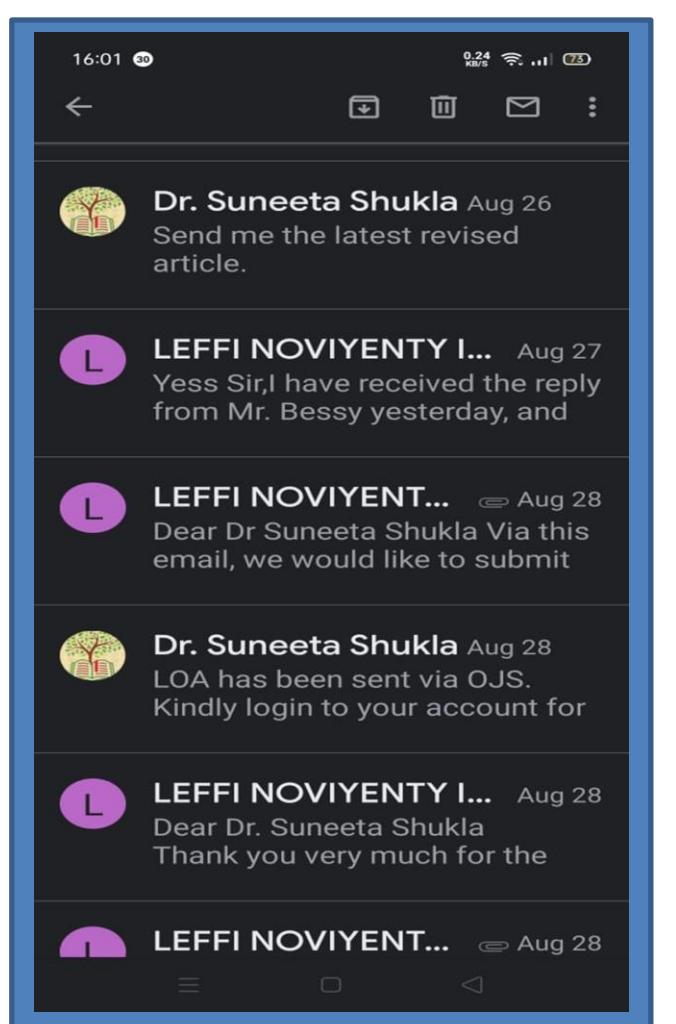 16:01 30 0.24 KB/S 73
Dr. Suneeta Shukla Aug 26
Send me the latest revised
article.
L LEFFI NOVIYENTY I... Aug 27
Yess Sir,I have received the reply
from Mr. Bessy yesterday, and
L LEFFI NOVIYENT... Aug 28
Dear Dr Suneeta Shukla Via this
email, we would like to submit
Dr. Suneeta Shukla Aug 28
LOA has been sent via OJS.
Kindly login to your account for
L LEFFI NOVIYENTY I... Aug 28
Dear Dr. Suneeta Shukla
Thank you very much for the
L LEFFI NOVIYENT... Aug 28